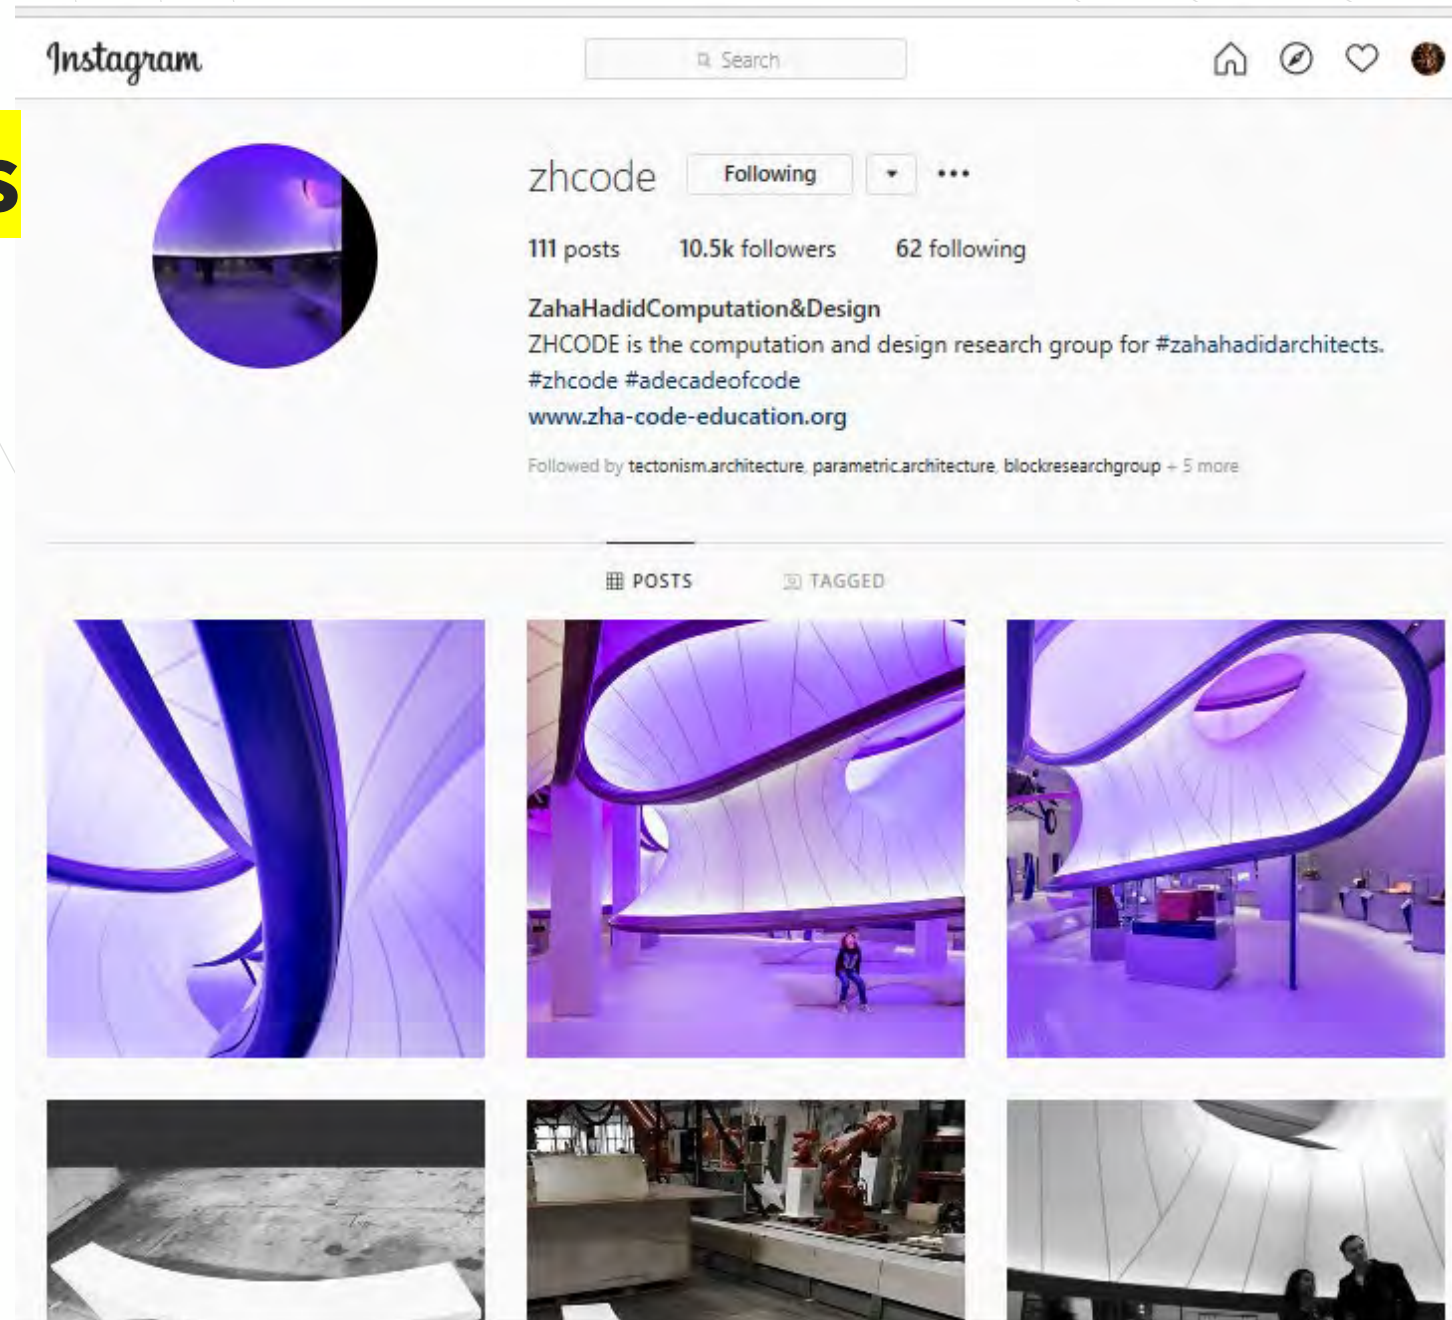 Instagram
Search
s
zhcode Following
111 posts 10.5k followers 62 following
ZahaHadidComputation&Design
ZHCODE is the computation and design research group for #zahahadidarchitects.
#zhcode #adecadeofcode
www.zha-code-education.org
Followed by tectonism.architecture, parametric.architecture, blockresearchgroup + 5 more
POSTS TAGGED